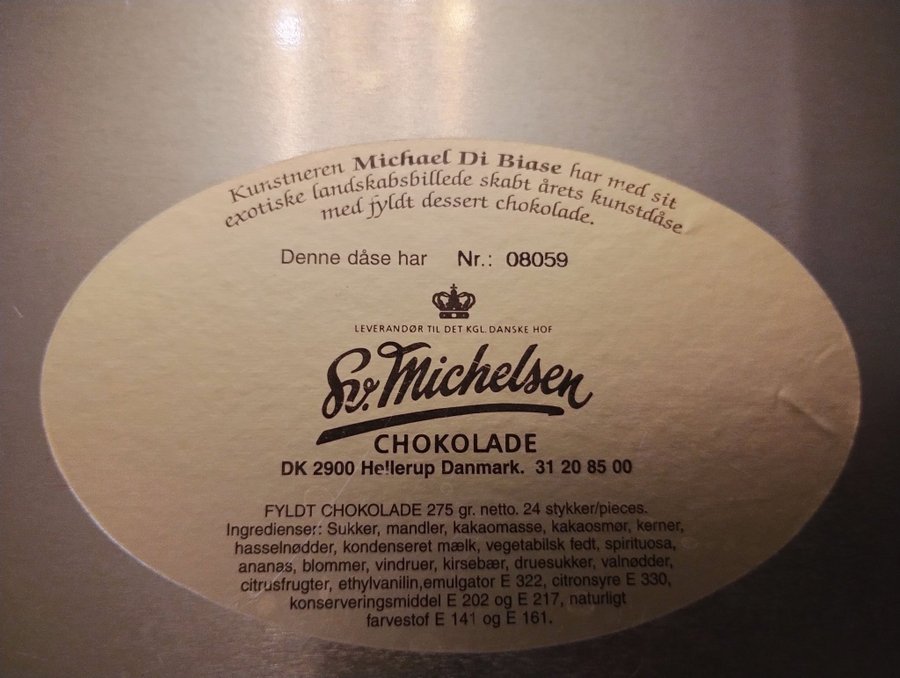 Kunstneren Michael Di Biase har med sit
exotiske landskabsbillede skabt årets kunstdåse
med fyldt dessert chokolade.
Denne dåse har Nr.: 08059
LEVERANDØR TIL DET KGL. DANSKE HOF
Sv. Michelsen
CHOKOLADE
DK 2900 Hellerup Danmark. 31 20 85 00
FYLDT CHOKOLADE 275 gr. netto. 24 stykker/pieces.
Ingredienser: Sukker, mandler, kakaomasse, kakaosmør, kerner,
hasselnødder, kondenseret mælk, vegetabilsk fedt, spirituosa,
ananas, blommer, vindruer, kirsebær, druesukker, valnødder,
citrusfrugter, ethylvanilin,emulgator E 322, citronsyre E 330,
konserveringsmiddel E 202 og E 217, naturligt
farvestof E 141 og E 161.